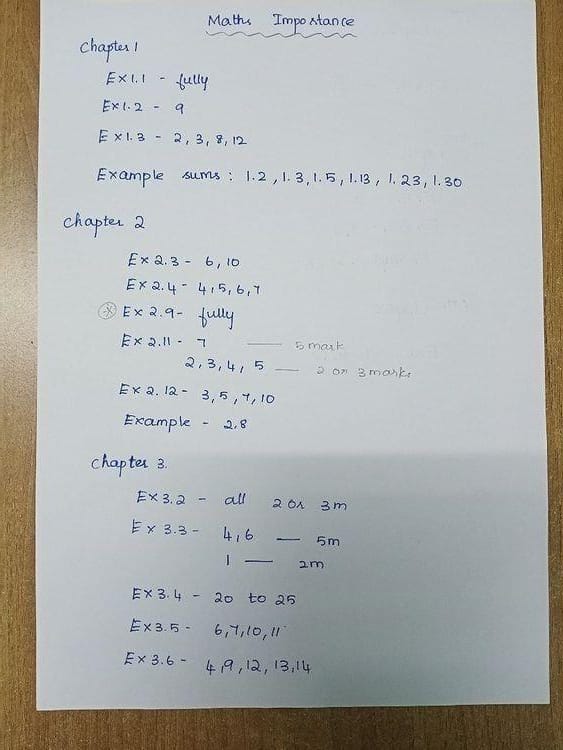 Maths Importance
Chapter 1
Ex 1.1 - fully
Ex 1.2 - 9
Ex 1.3 - 2, 3, 8, 12
Example sums : 1.2, 1.3, 1.5, 1.13, 1.23, 1.30
Chapter 2
Ex 2.3 - 6, 10
Ex 2.4 - 4, 5, 6, 7
Ex 2.9 - fully
Ex 2.11 - 7 — 5 mark
2, 3, 4, 5 — 2 or 3 marks
Ex 2.12 - 3, 5, 7, 10
Example - 2.8
Chapter 3.
Ex 3.2 - all 2 or 3m
Ex 3.3 - 4, 6 — 5m
1 — 2m
Ex 3.4 - 20 to 25
Ex 3.5 - 6, 7, 10, 11
Ex 3.6 - 4, 9, 12, 13, 14